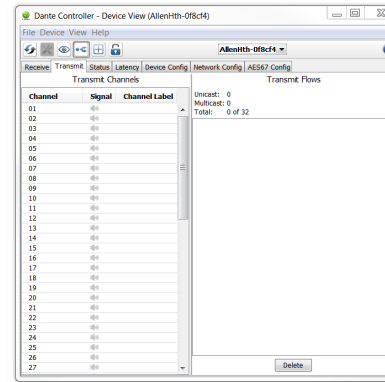 Dante Controller - Device View (AllenHth-0f8cf4)
File Device View Help
AllenHth-0f8cf4
Receive Transmit Status Latency Device Config Network Config AES67 Config
Transmit Channels
Channel Signal Channel Label
01
02
03
04
05
06
07
08
09
10
11
12
13
14
15
16
17
18
19
20
21
22
23
24
25
26
27
Transmit Flows
Unicast: 0
Multicast: 0
Total: 0 of 32
Delete